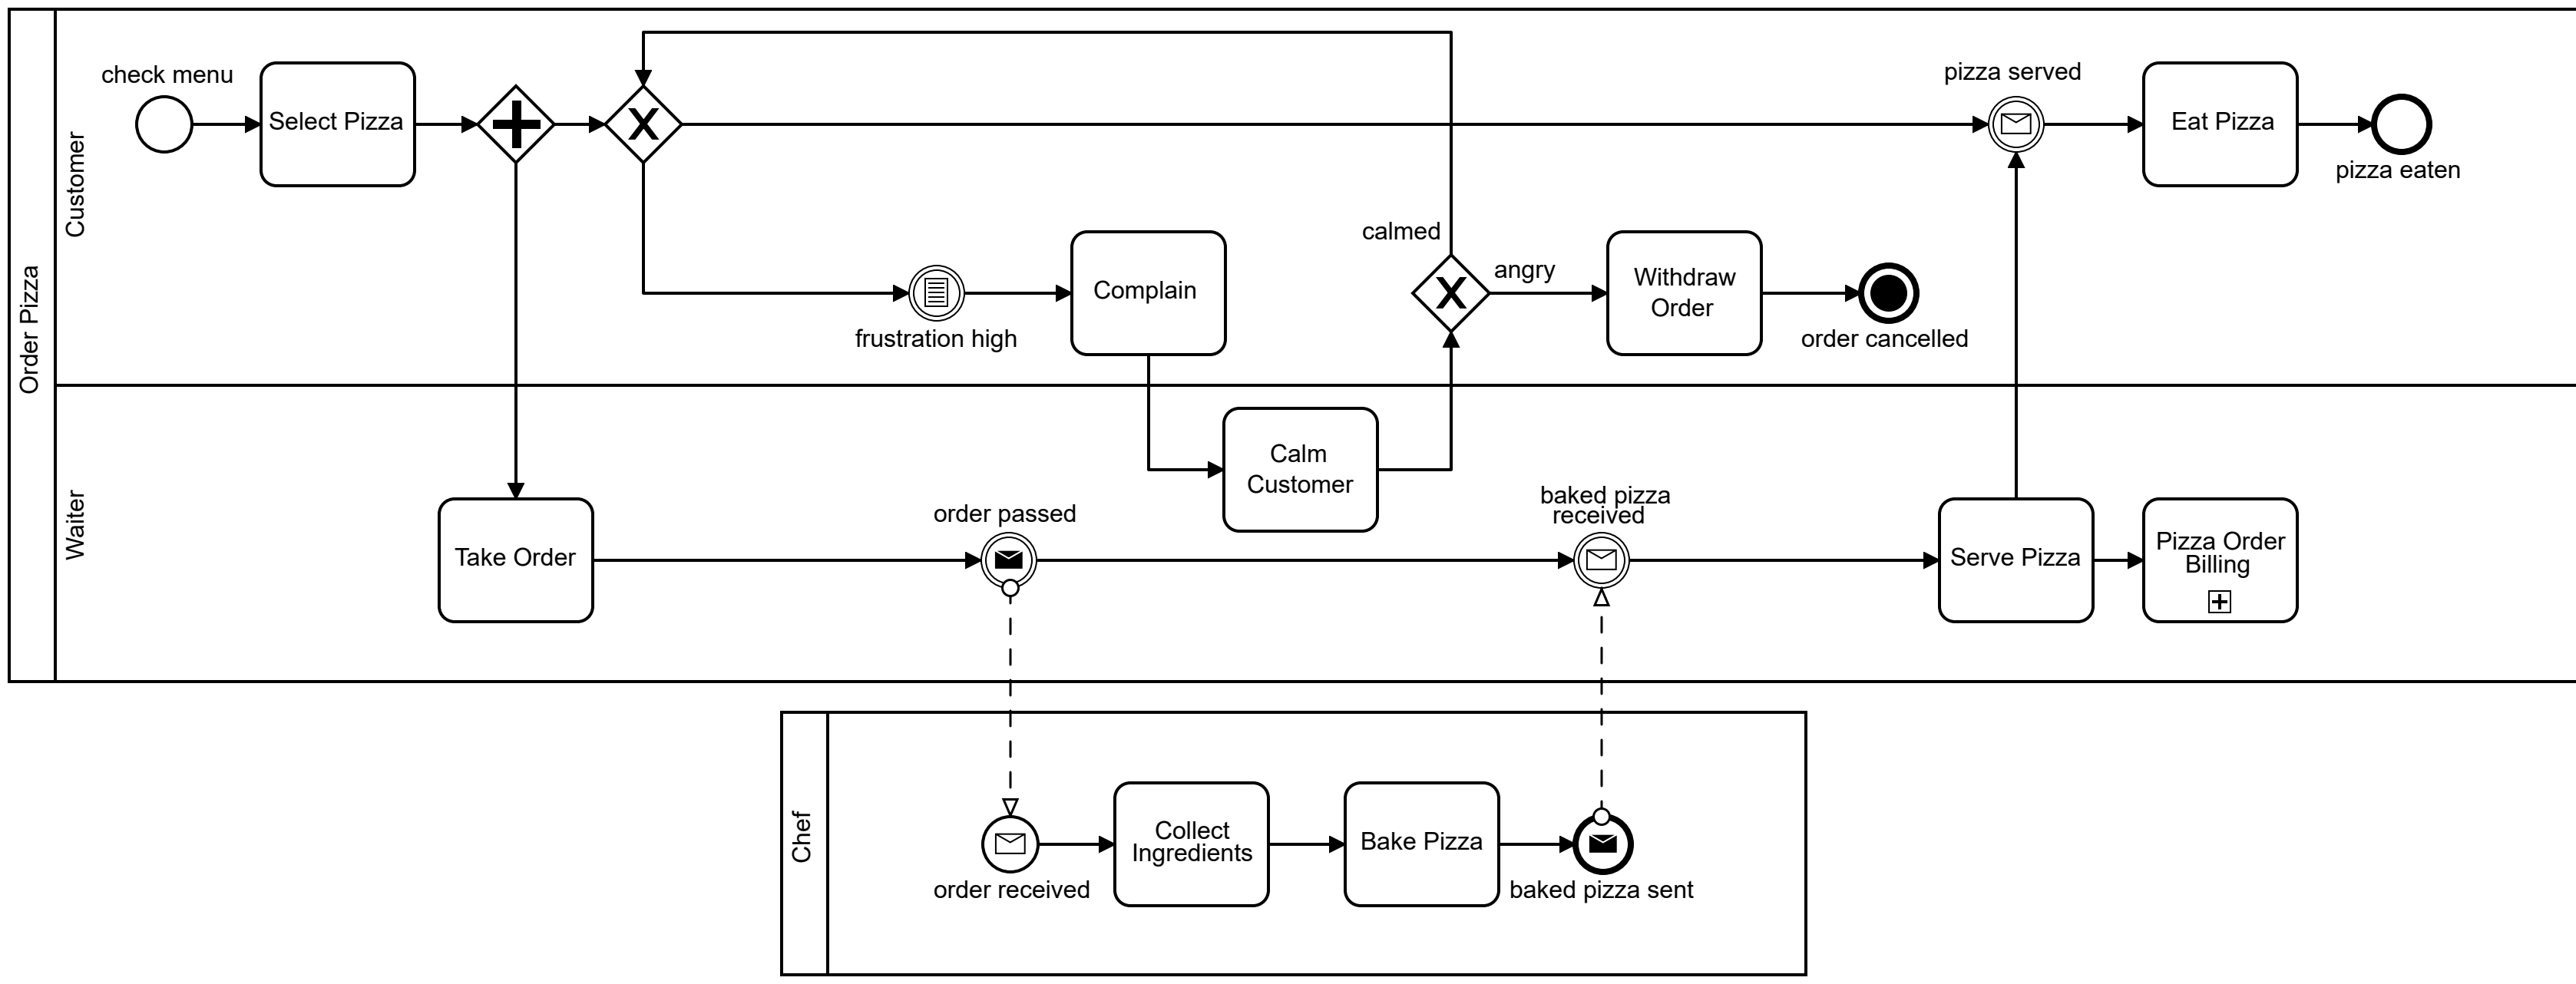 Order Pizza
Customer
check menu
Select Pizza
X
pizza served
Eat Pizza
pizza eaten
frustration high
Complain
calmed
X
angry
Withdraw
Order
order cancelled
Waiter
Take Order
order passed
Calm
Customer
baked pizza
received
Serve Pizza
Pizza Order
Billing
Chef
order received
Collect
Ingredients
Bake Pizza
baked pizza sent